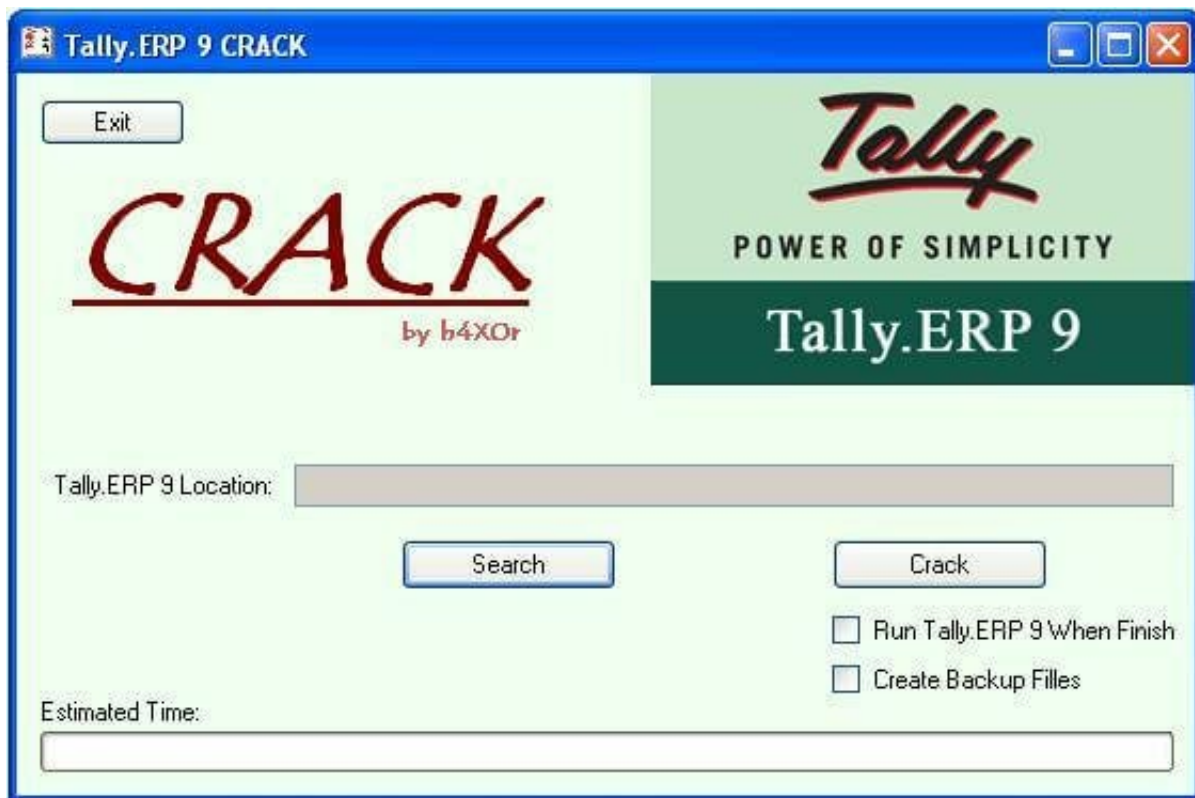 Tally.ERP 9 CRACK
Exit
Tally
POWER OF SIMPLICITY
CRACK
by b4XOr
Tally.ERP 9
Tally.ERP 9 Location:
Search
Crack
Run Tally.ERP 9 When Finish
Create Backup Filles
Estimated Time: